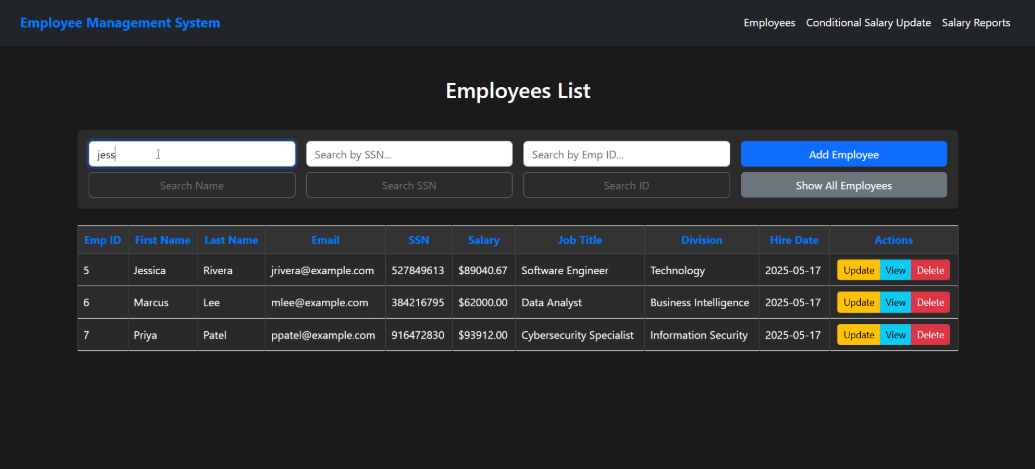 Employee Management System Employees Conditional Salary Update Salary Reports
Employees List
jess Search by SSN... Search by Emp ID... Add Employee
Search Name Search SSN Search ID Show All Employees
Emp ID First Name Last Name Email SSN Salary Job Title Division Hire Date Actions
5 Jessica Rivera jrivera@example.com 527849613 $89040.67 Software Engineer Technology 2025-05-17 Update View Delete
6 Marcus Lee mlee@example.com 384216795 $62000.00 Data Analyst Business Intelligence 2025-05-17 Update View Delete
7 Priya Patel ppatel@example.com 916472830 $93912.00 Cybersecurity Specialist Information Security 2025-05-17 Update View Delete